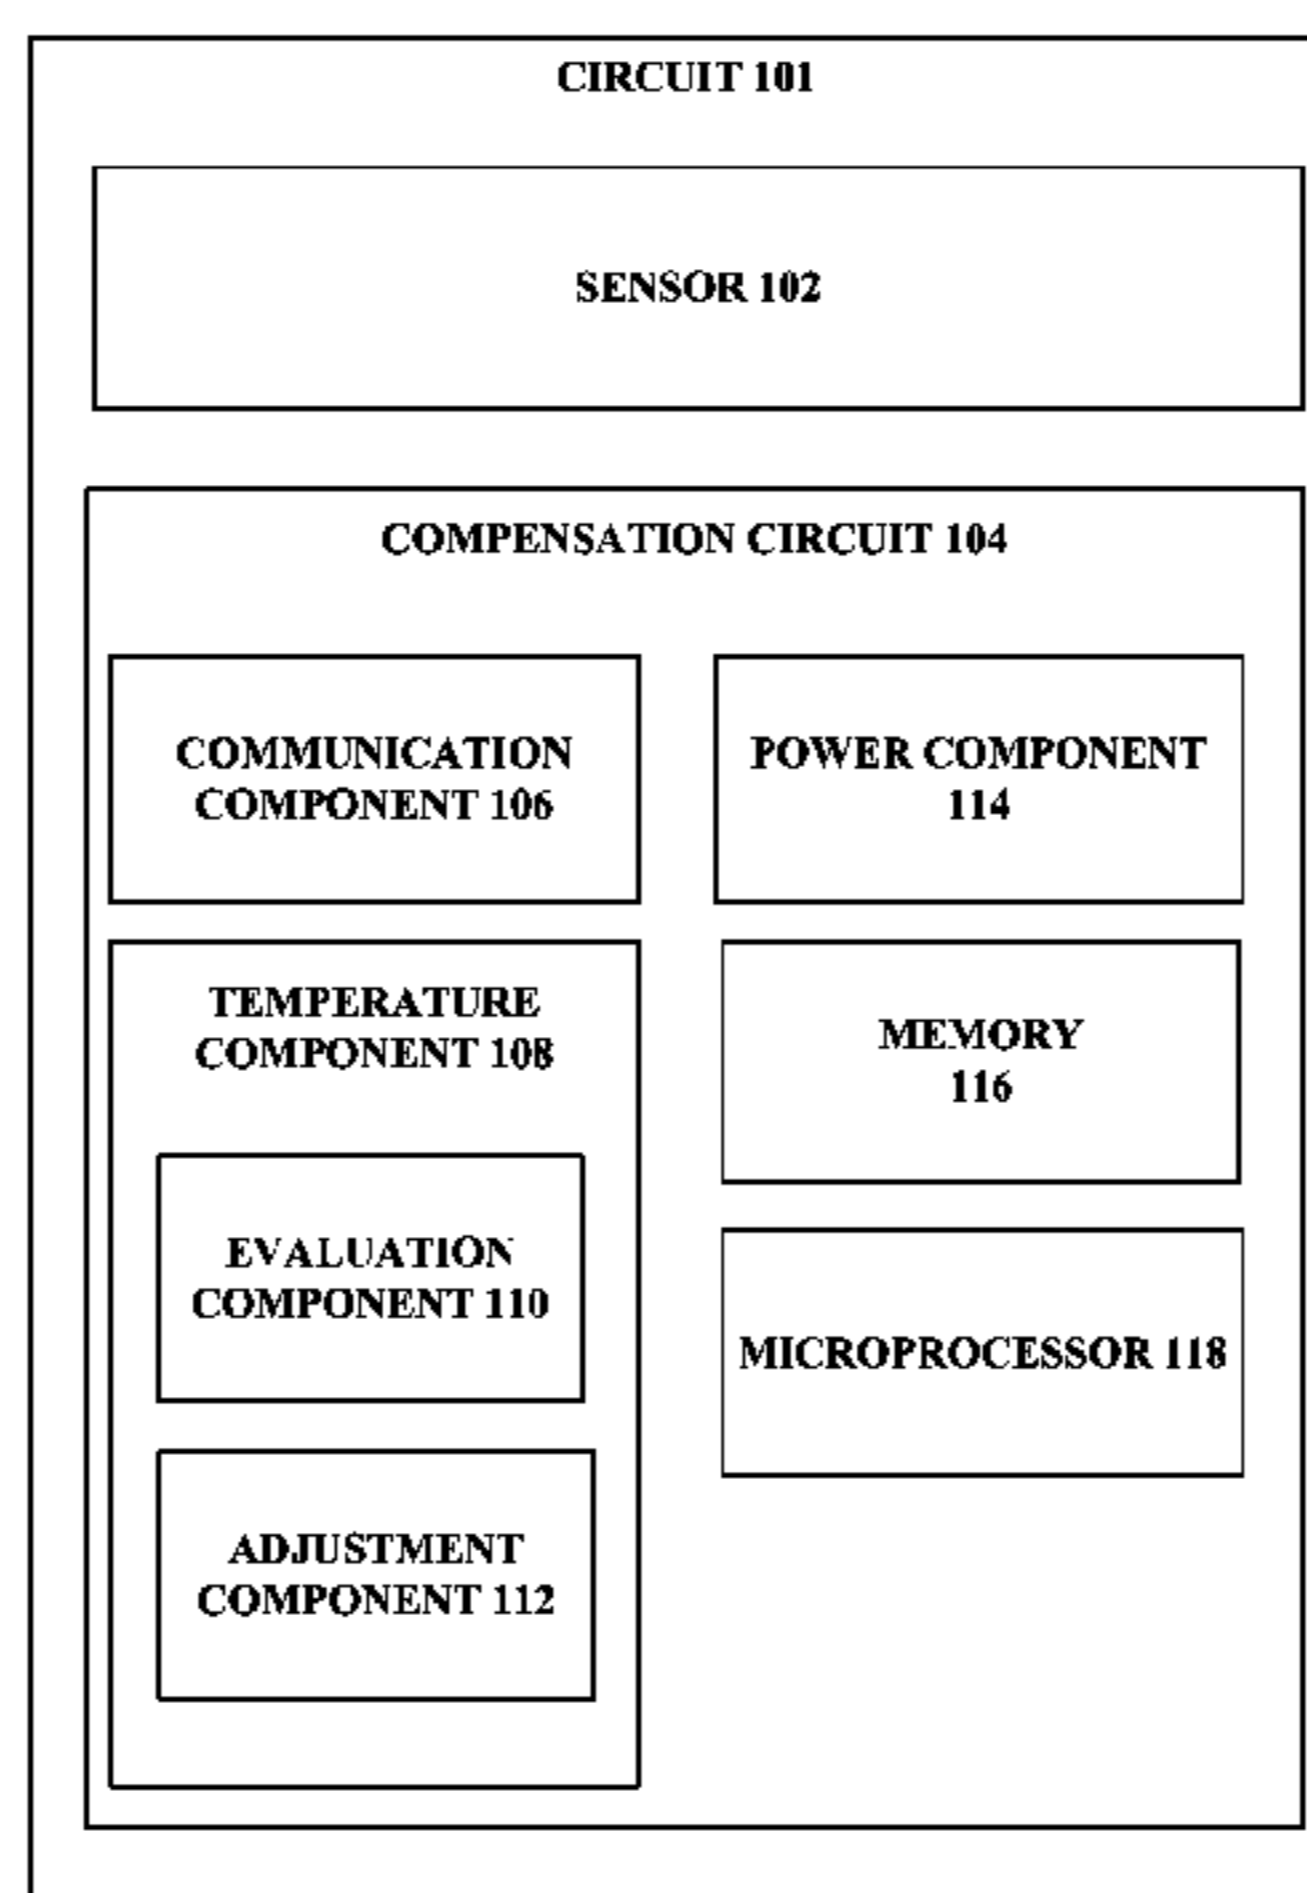 CIRCUIT 101
SENSOR 102
COMPENSATION CIRCUIT 104
COMMUNICATION
COMPONENT 106
POWER COMPONENT
114
TEMPERATURE
COMPONENT 108
MEMORY
116
EVALUATION
COMPONENT 110
MICROPROCESSOR 118
ADJUSTMENT
COMPONENT 112